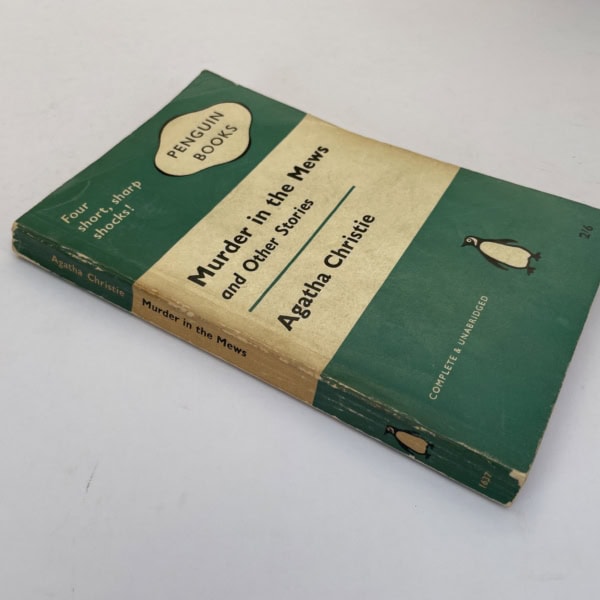 PENGUIN
BOOKS
Four
short, sharp
shocks!
Murder in the Mews
and Other Stories
Agatha Christie
2/6
COMPLETE & UNABRIDGED
Agatha Christie
Murder in the Mews
1637